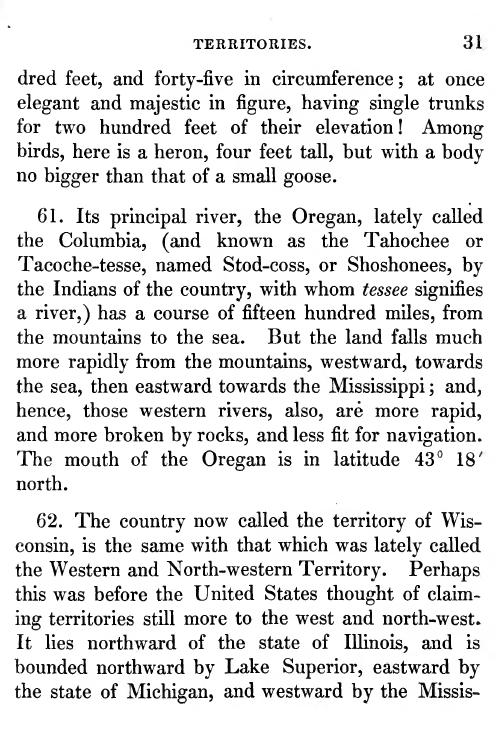 TERRITORIES. 31
dred feet, and forty-five in circumference; at once
elegant and majestic in figure, having single trunks
for two hundred feet of their elevation! Among
birds, here is a heron, four feet tall, but with a body
no bigger than that of a small goose.
61. Its principal river, the Oregan, lately called
the Columbia, (and known as the Tahochee or
Tacoche-tesse, named Stod-coss, or Shoshonees, by
the Indians of the country, with whom tessee signifies
a river,) has a course of fifteen hundred miles, from
the mountains to the sea. But the land falls much
more rapidly from the mountains, westward, towards
the sea, then eastward towards the Mississippi; and,
hence, those western rivers, also, are more rapid,
and more broken by rocks, and less fit for navigation.
The mouth of the Oregan is in latitude 43° 18′
north.
62. The country now called the territory of Wis-
consin, is the same with that which was lately called
the Western and North-western Territory. Perhaps
this was before the United States thought of claim-
ing territories still more to the west and north-west.
It lies northward of the state of Illinois, and is
bounded northward by Lake Superior, eastward by
the state of Michigan, and westward by the Missis-